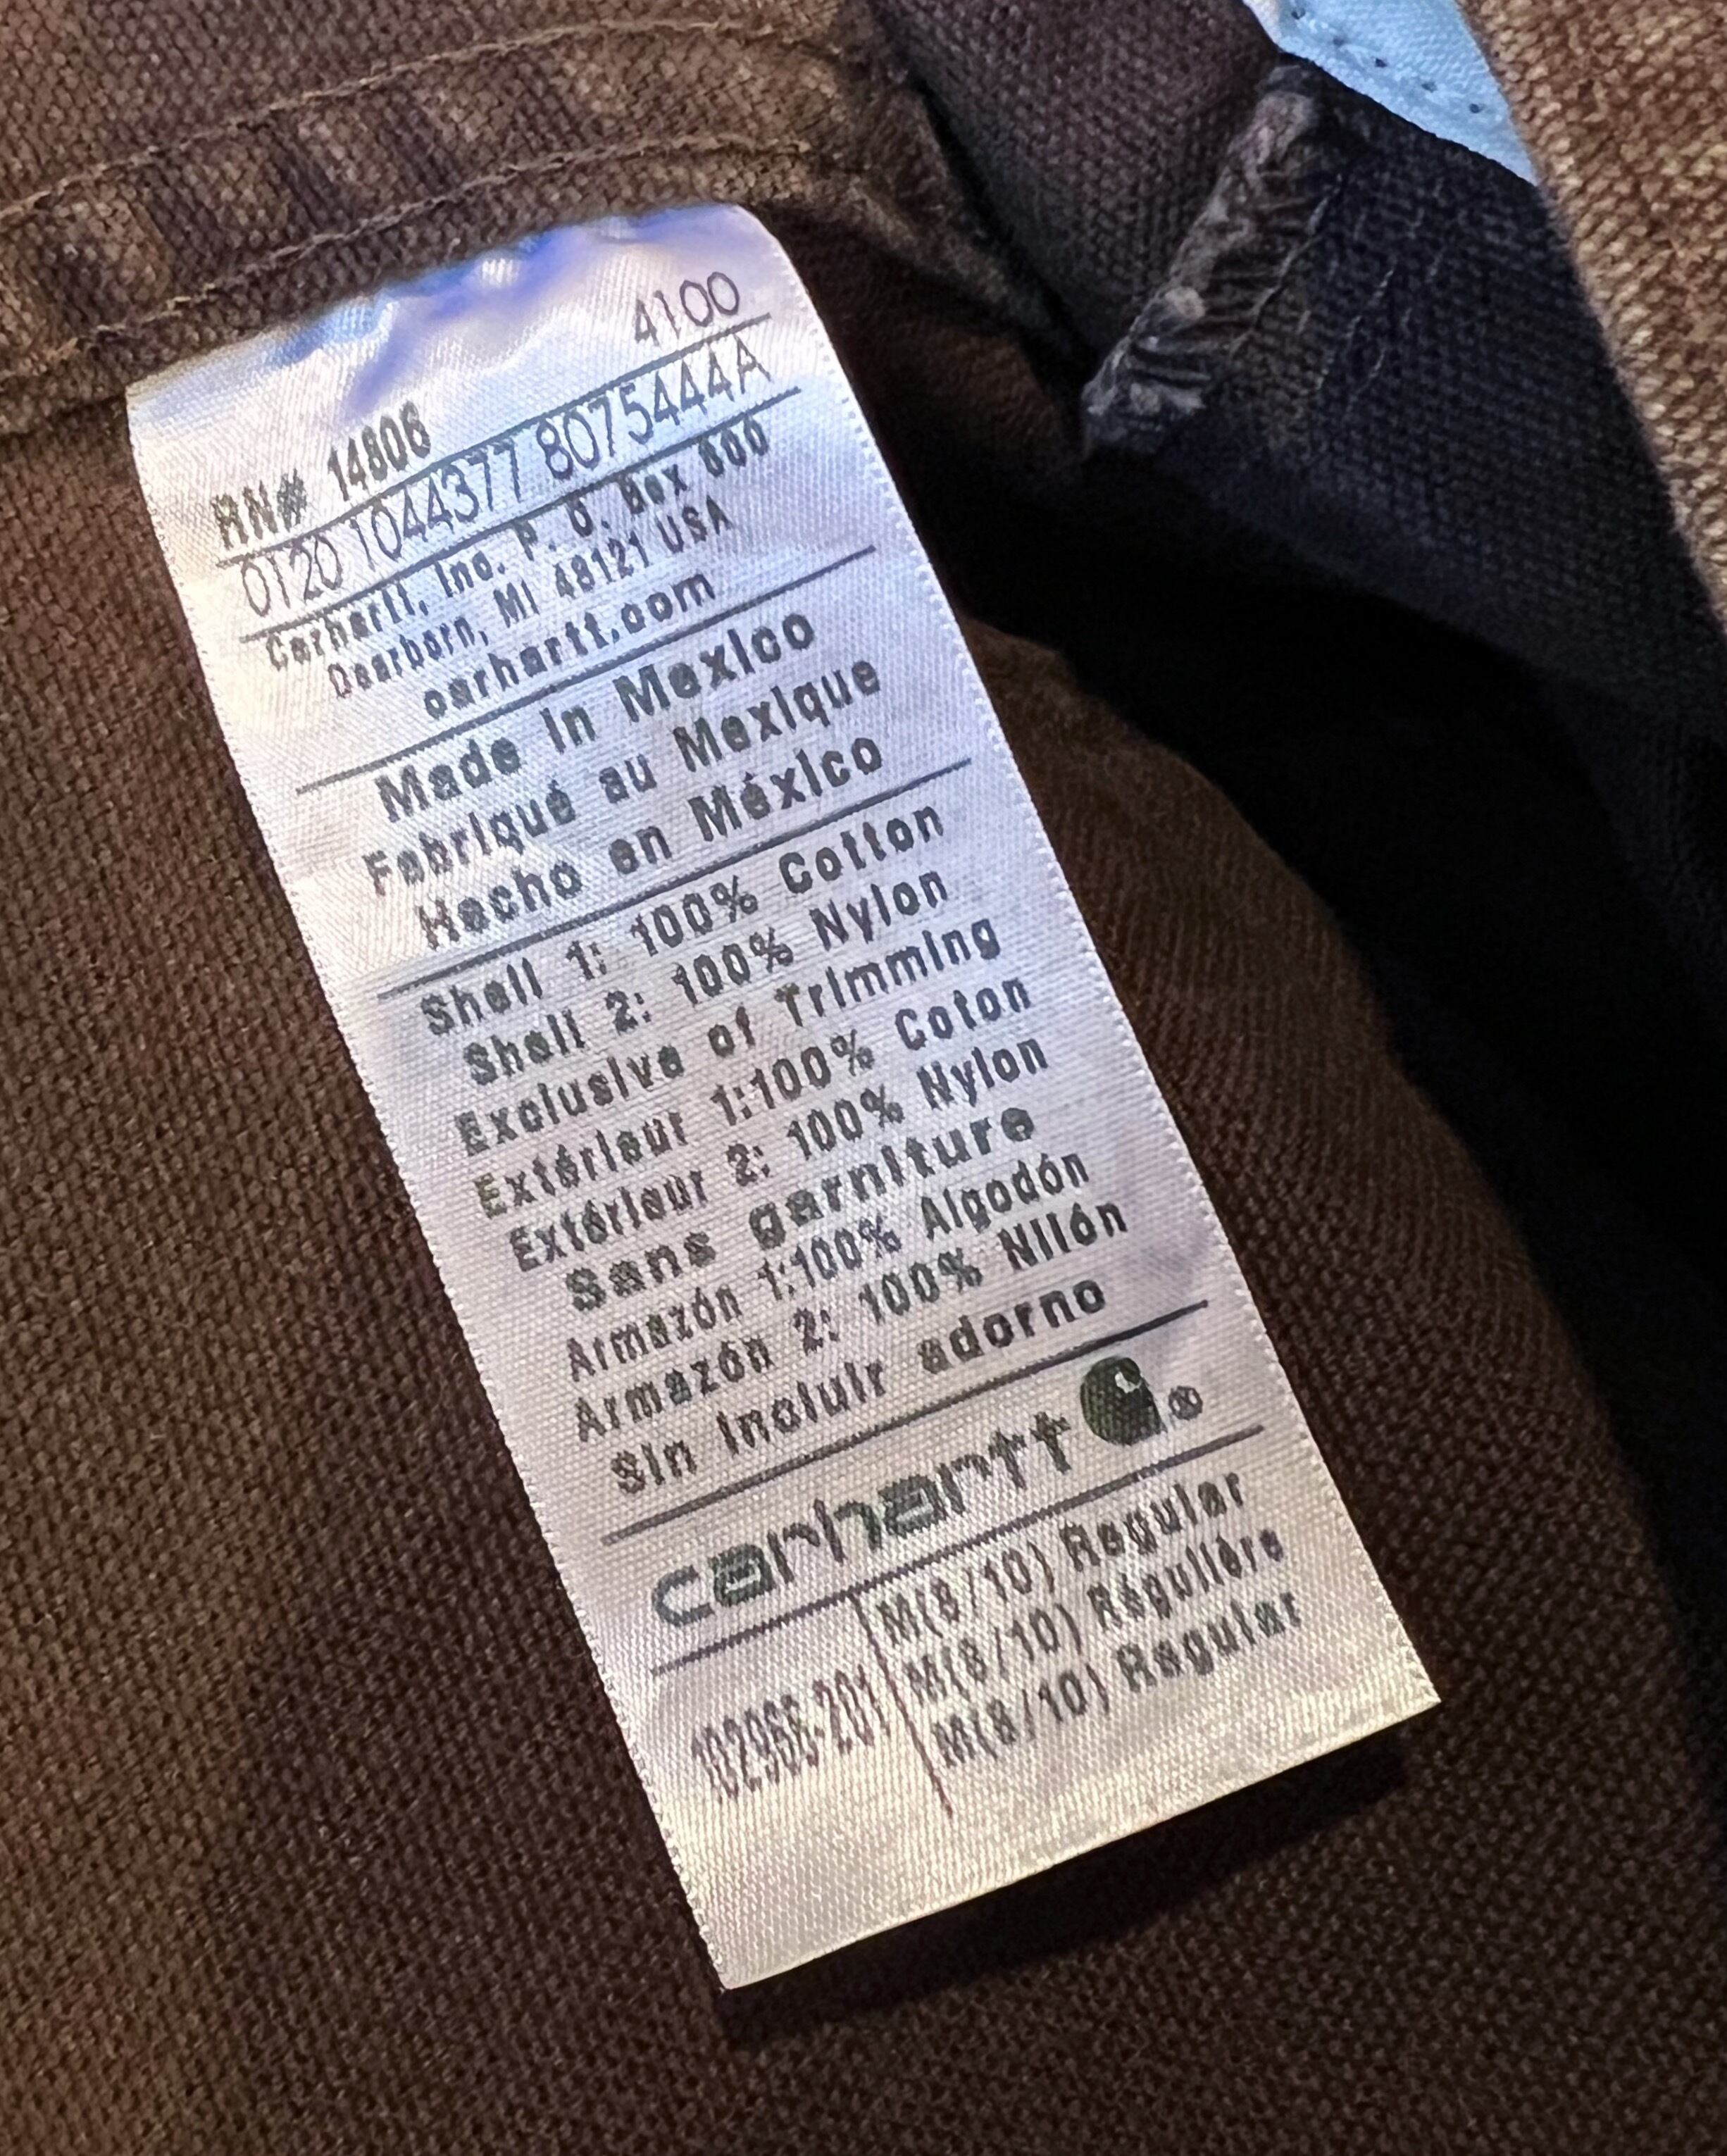 4100
RN# 14806
0120 1044377 8075444A
Carhartt, Inc. P. O. Box 600
Dearborn, MI 48121 USA
carhartt.com
Made in Mexico
Fabriqué au Mexique
Hecho en México
Shell 1: 100% Cotton
Shell 2: 100% Nylon
Exclusive of Trimming
Extérieur 1:100% Coton
Extérieur 2: 100% Nylon
Sans garniture
Armazón 1:100% Algodón
Armazón 2: 100% Nilón
Sin incluir adorno
carhartt ®
M(8/10) Regular
M(8/10) Régulière
M(8/10) Regular
102966-201